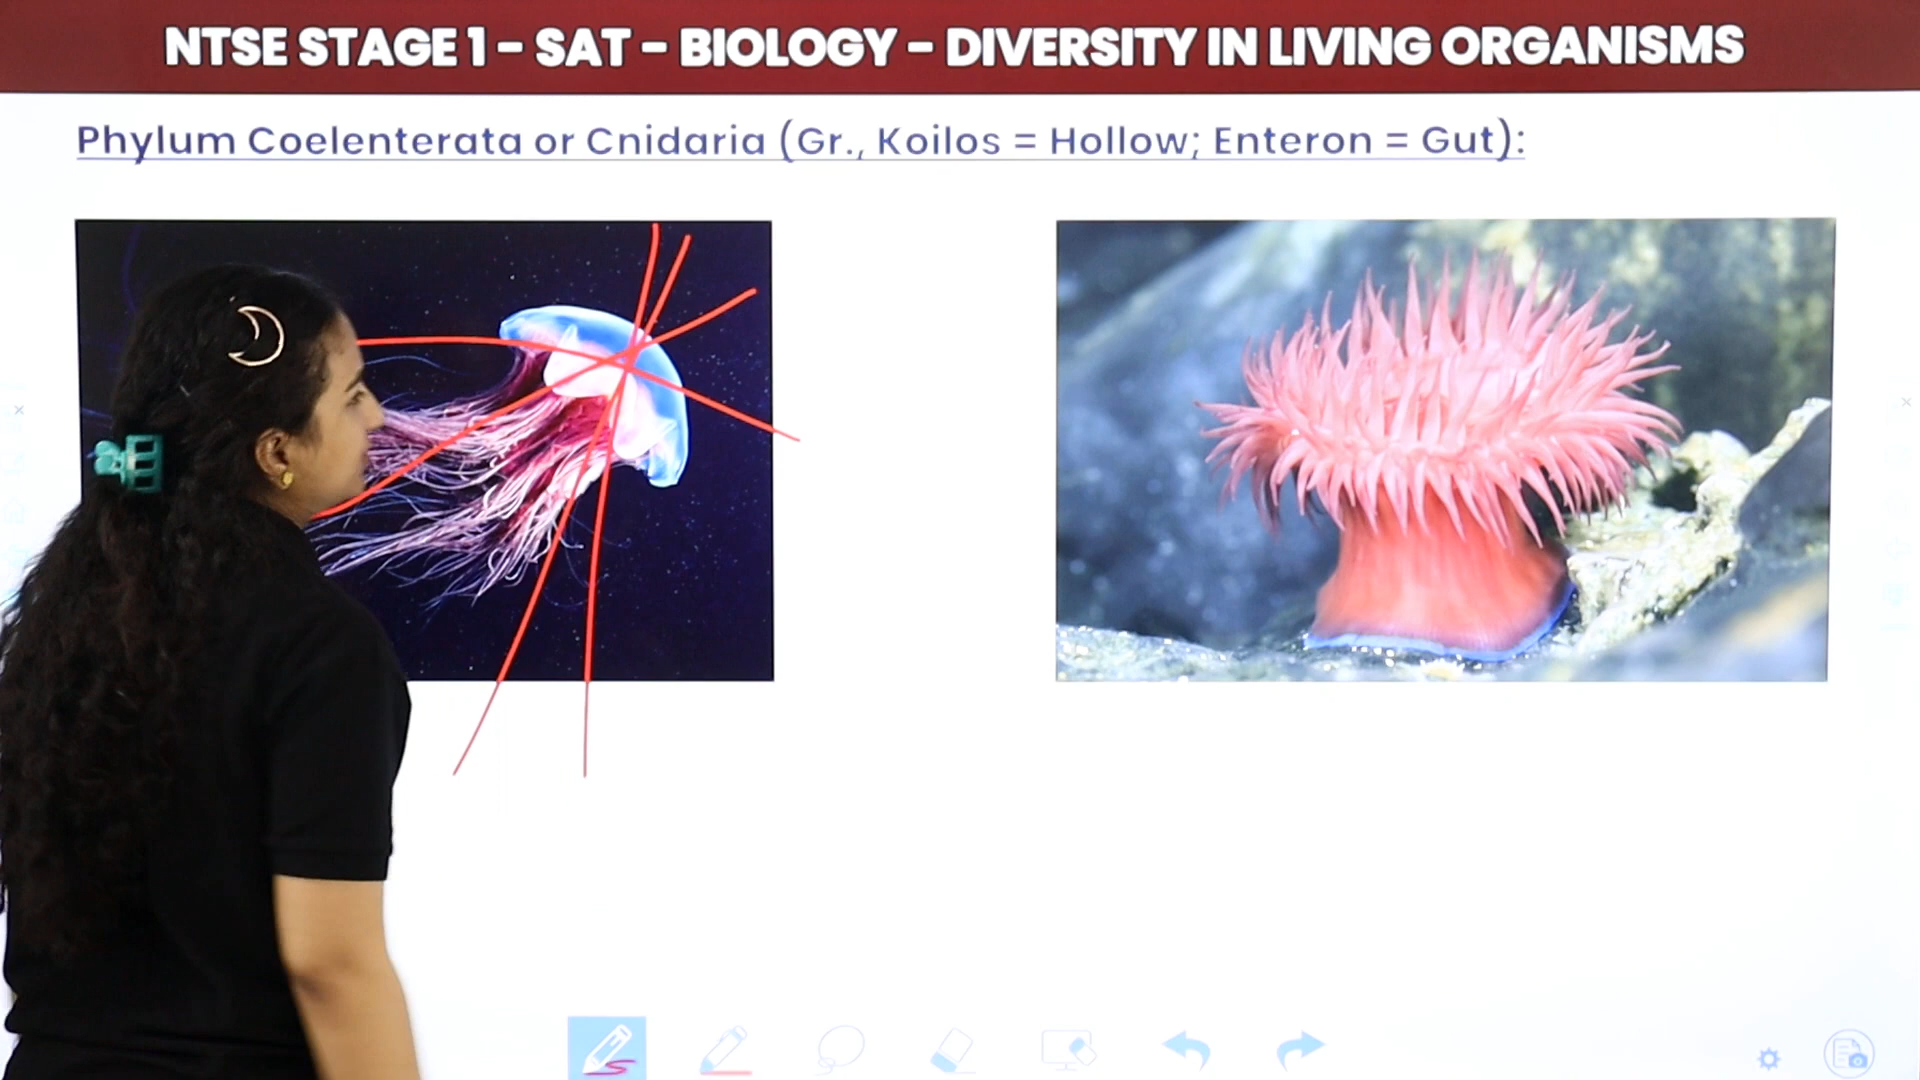 NTSE STAGE 1 – SAT – BIOLOGY – DIVERSITY IN LIVING ORGANISMS
Phylum Coelenterata or Cnidaria (Gr., Koilos = Hollow; Enteron = Gut):